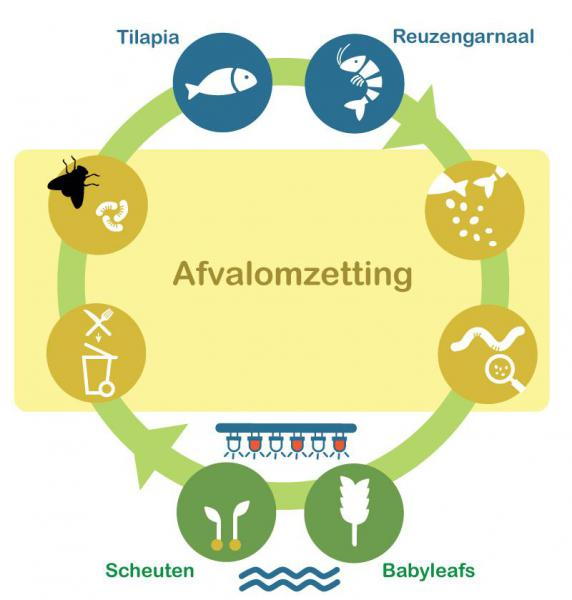 Tilapia
Reuzengarnaal
Afvalomzetting
Scheuten
Babyleafs